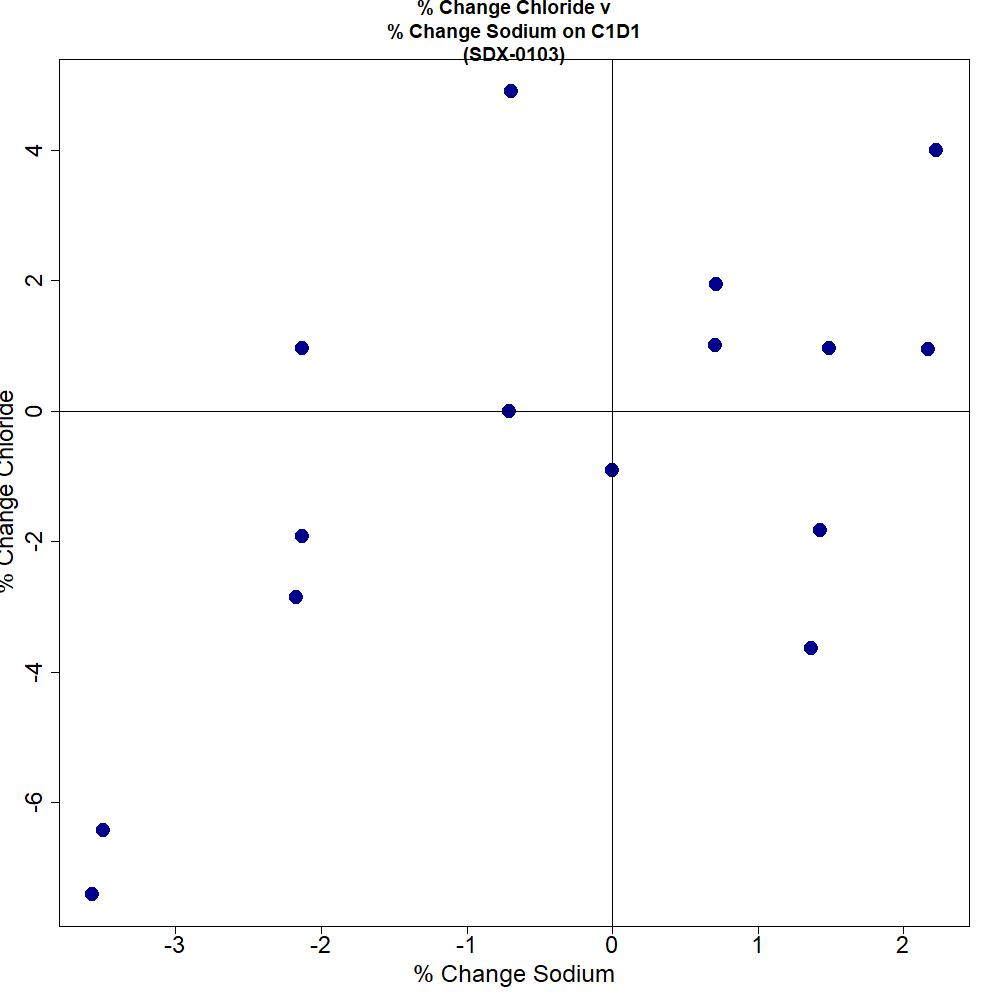 % Change Chloride v
% Change Sodium on C1D1
(SDX-0103)
4
2
0
-2
-4
-6
% Change Chloride
-3
-2
-1
0
1
2
% Change Sodium